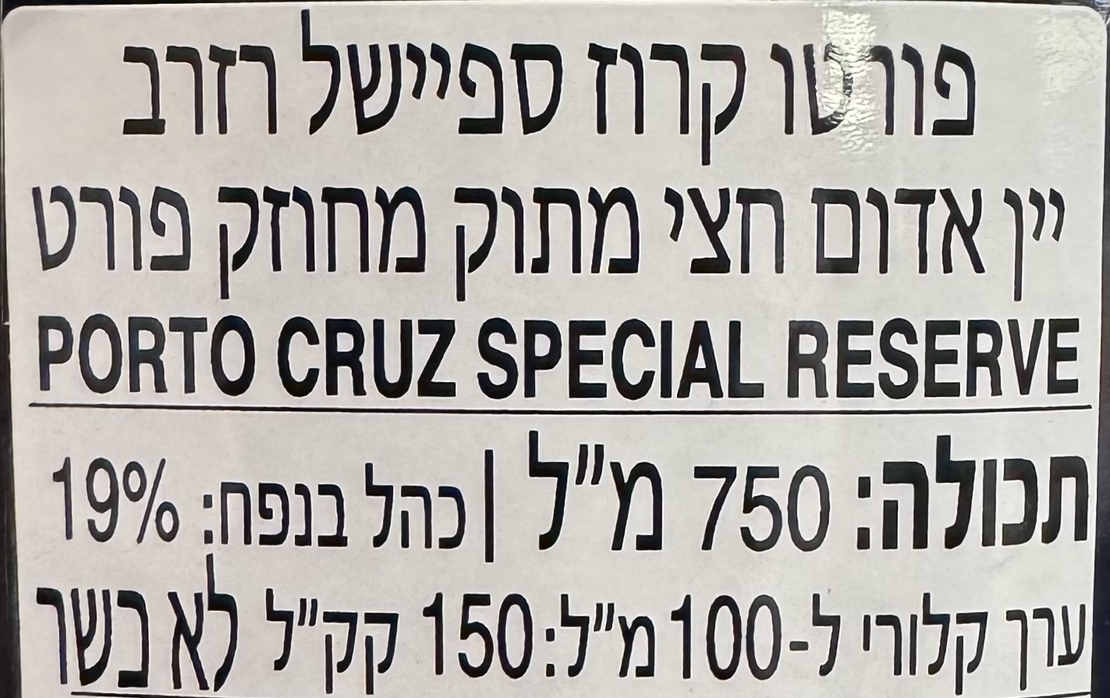 פורטו קרוז ספיישל רזרב
יין אדום חצי מתוק מחוזק פורט
PORTO CRUZ SPECIAL RESERVE
תכולה: 750 מ"ל | כהל בנפח: 19%
ערך קלורי ל-100 מ"ל: 150 קק"ל לא כשר